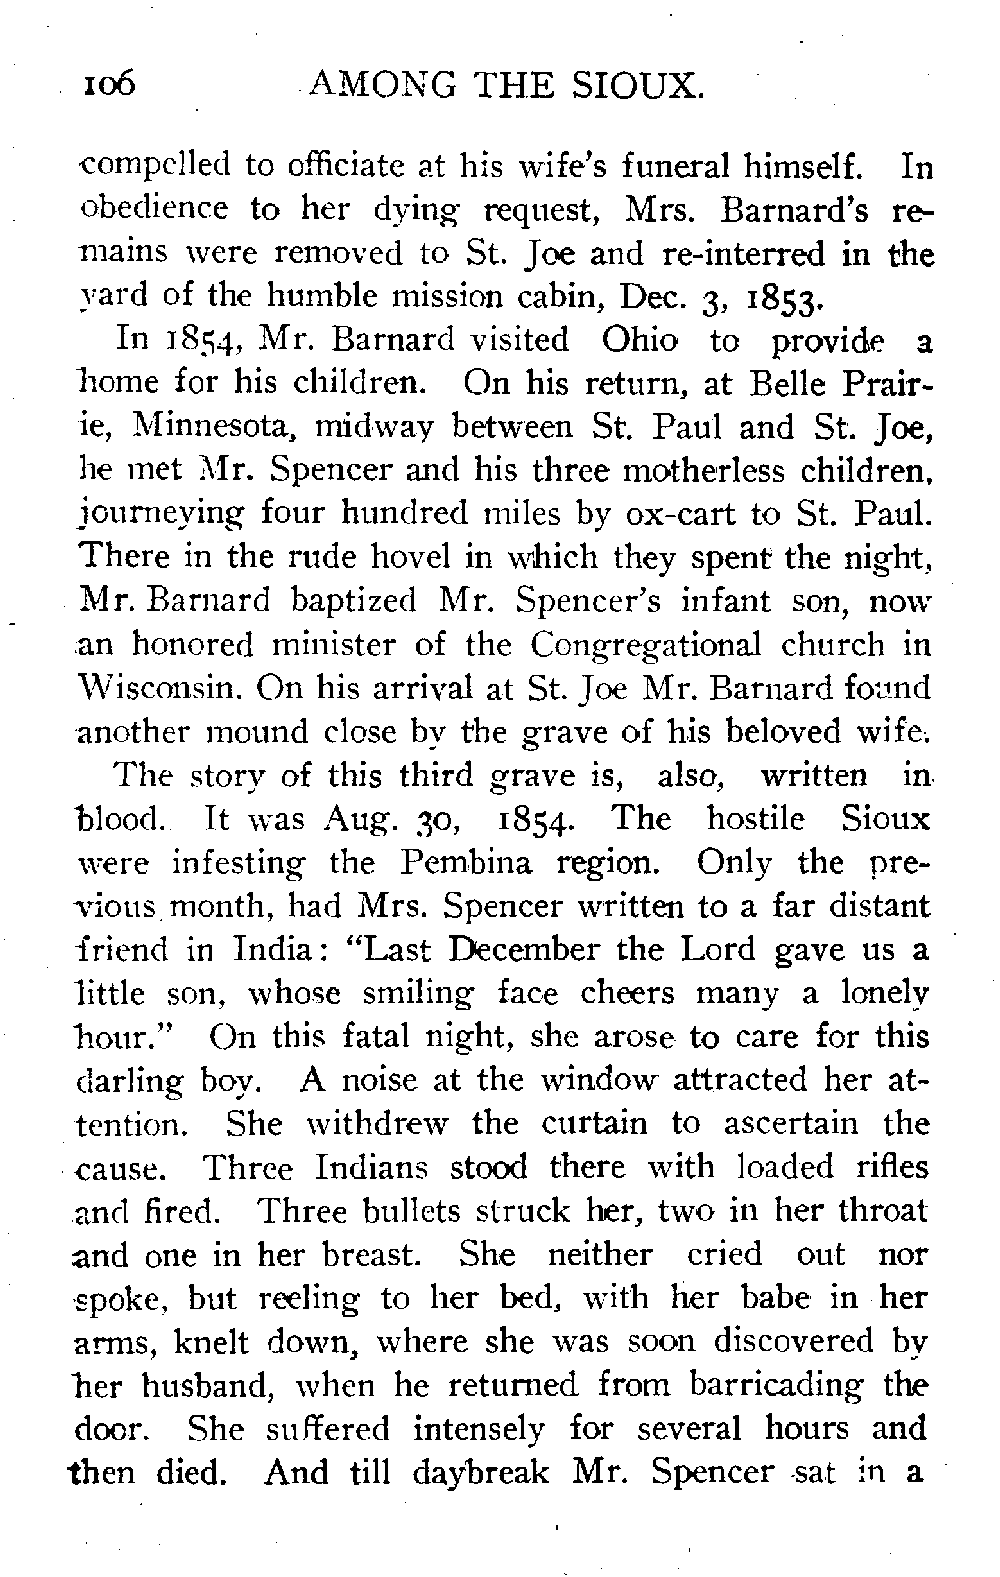 106 AMONG THE SIOUX.
compelled to officiate at his wife's funeral himself. In
obedience to her dying request, Mrs. Barnard's re-
mains were removed to St. Joe and re-interred in the
yard of the humble mission cabin, Dec. 3, 1853.
In 1854, Mr. Barnard visited Ohio to provide a
home for his children. On his return, at Belle Prair-
ie, Minnesota, midway between St. Paul and St. Joe,
he met Mr. Spencer and his three motherless children,
journeying four hundred miles by ox-cart to St. Paul.
There in the rude hovel in which they spent the night,
Mr. Barnard baptized Mr. Spencer's infant son, now
an honored minister of the Congregational church in
Wisconsin. On his arrival at St. Joe Mr. Barnard found
another mound close by the grave of his beloved wife.
The story of this third grave is, also, written in
blood. It was Aug. 30, 1854. The hostile Sioux
were infesting the Pembina region. Only the pre-
vious month, had Mrs. Spencer written to a far distant
friend in India: "Last December the Lord gave us a
little son, whose smiling face cheers many a lonely
hour." On this fatal night, she arose to care for this
darling boy. A noise at the window attracted her at-
tention. She withdrew the curtain to ascertain the
cause. Three Indians stood there with loaded rifles
and fired. Three bullets struck her, two in her throat
and one in her breast. She neither cried out nor
spoke, but reeling to her bed, with her babe in her
arms, knelt down, where she was soon discovered by
her husband, when he returned from barricading the
door. She suffered intensely for several hours and
then died. And till daybreak Mr. Spencer sat in a